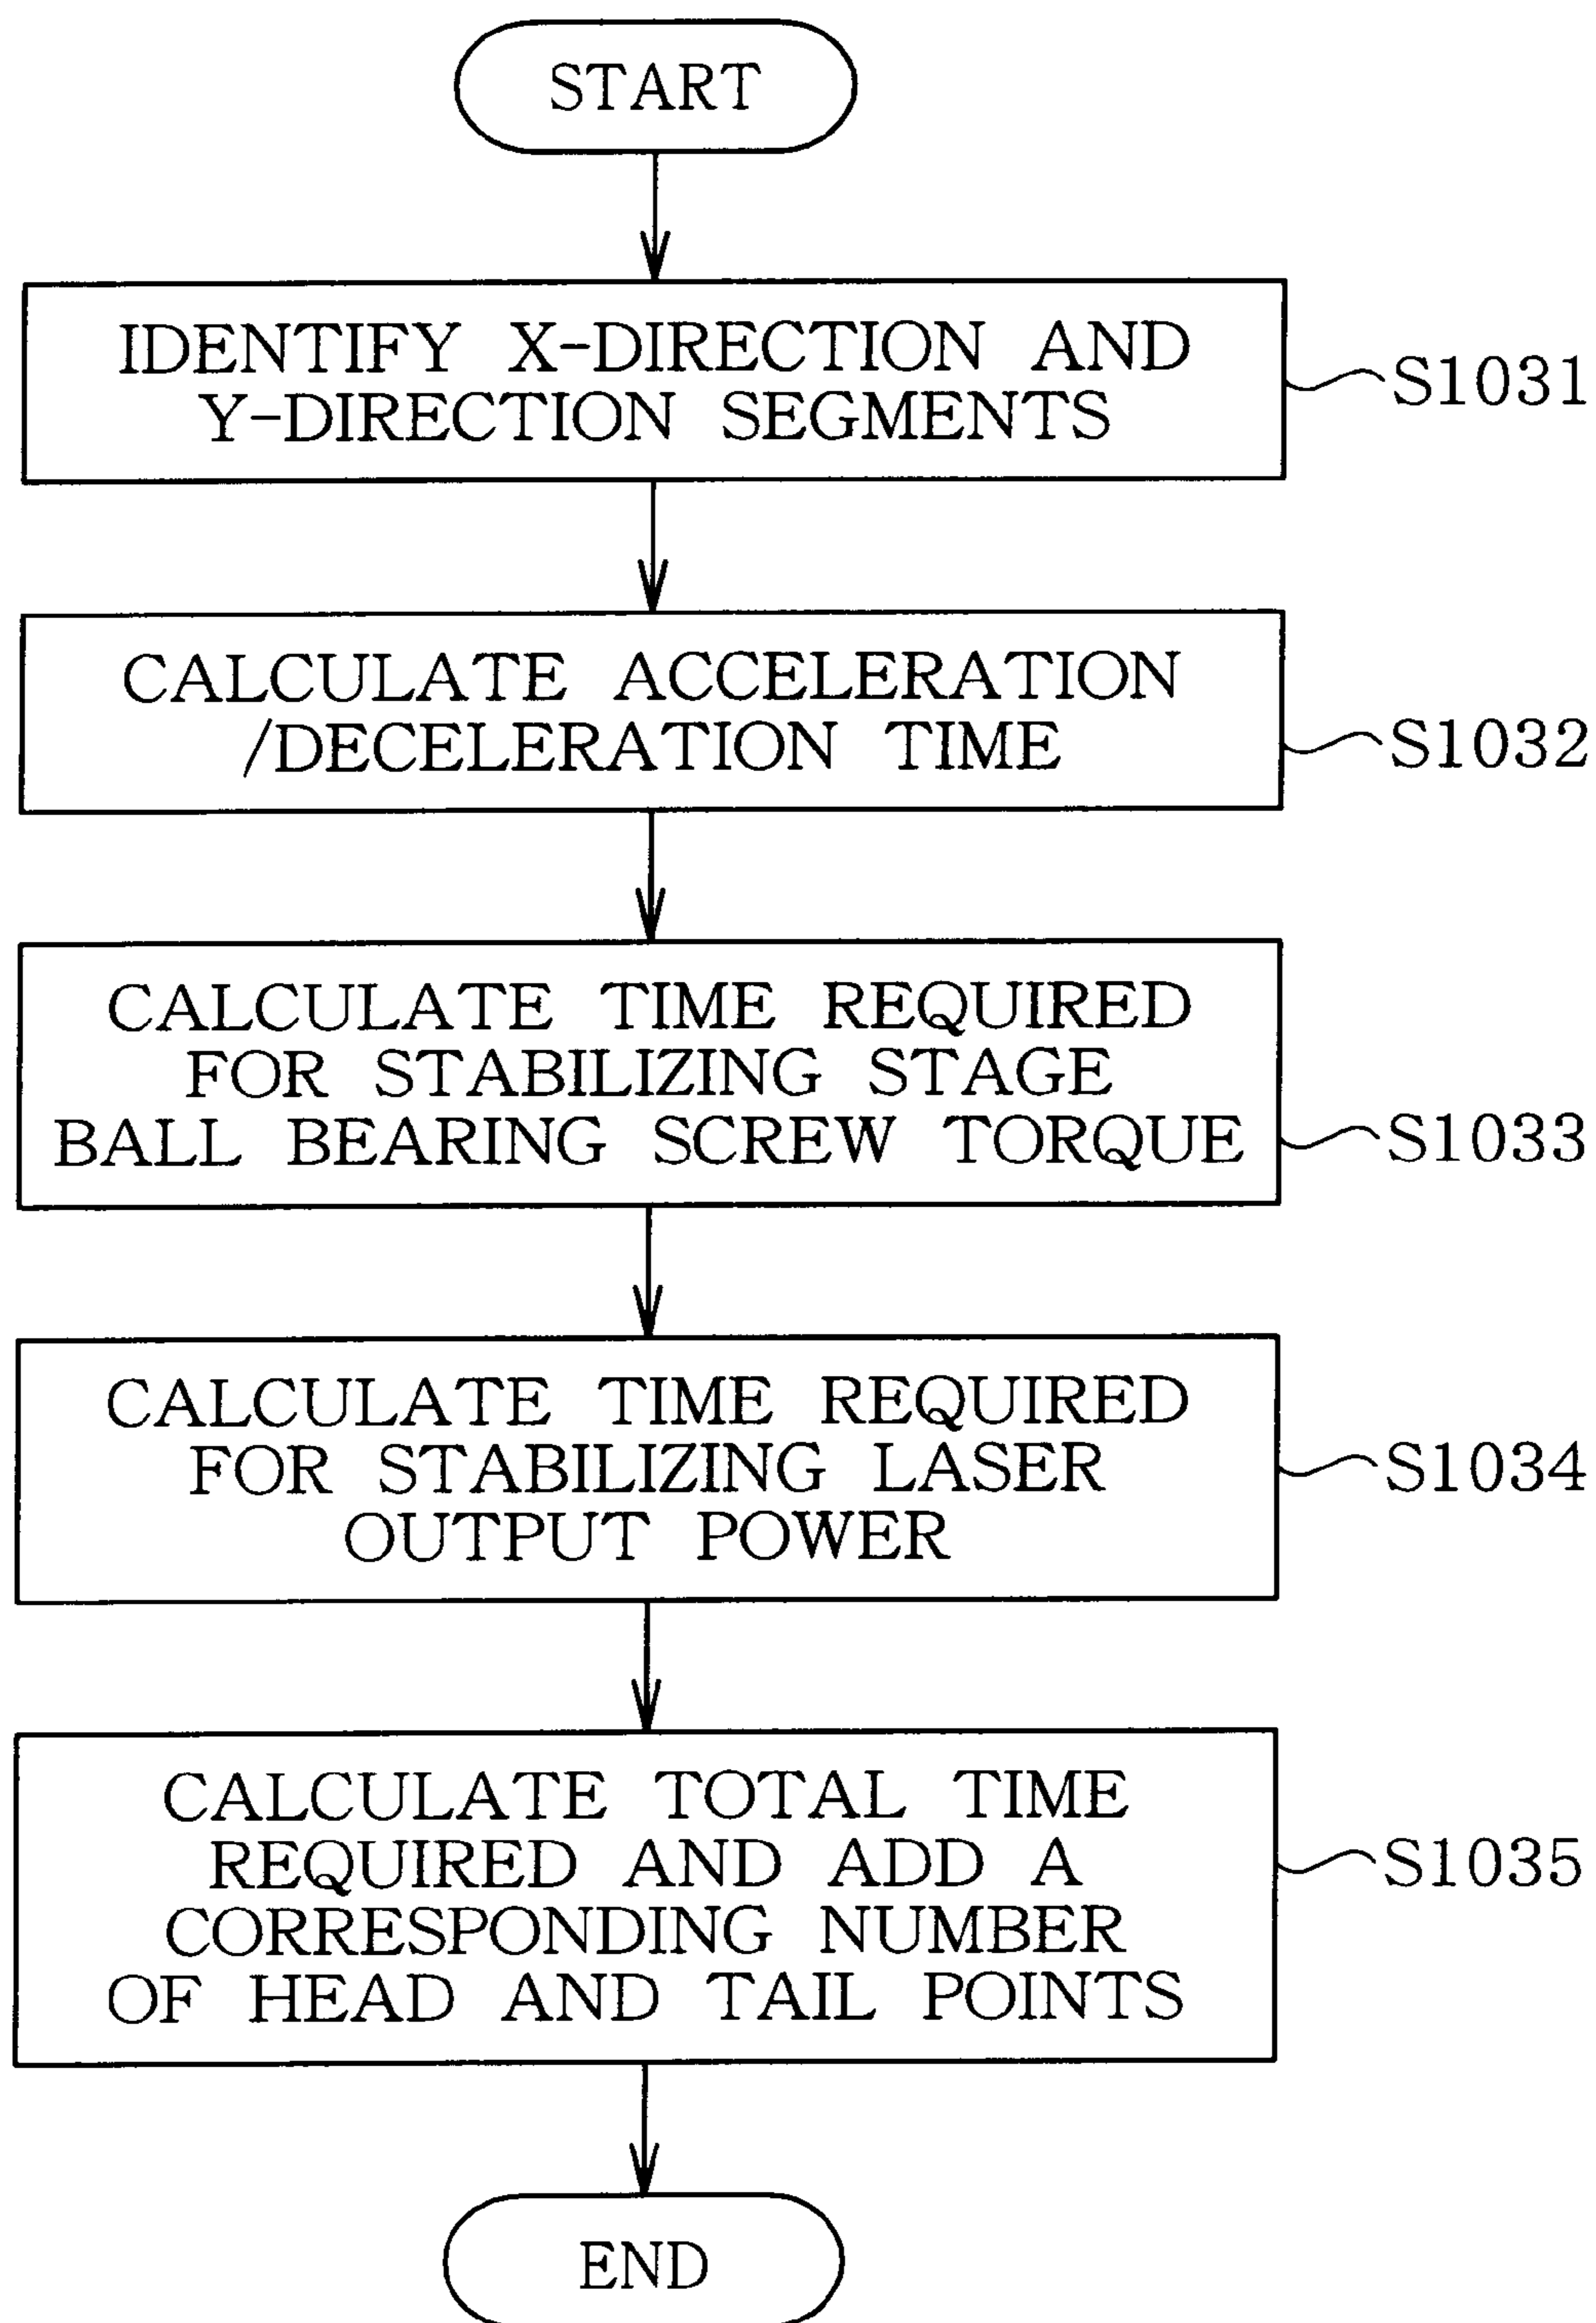 START
IDENTIFY X-DIRECTION AND
Y-DIRECTION SEGMENTS
S1031
CALCULATE ACCELERATION
/DECELERATION TIME
S1032
CALCULATE TIME REQUIRED
FOR STABILIZING STAGE
BALL BEARING SCREW TORQUE
S1033
CALCULATE TIME REQUIRED
FOR STABILIZING LASER
OUTPUT POWER
S1034
CALCULATE TOTAL TIME
REQUIRED AND ADD A
CORRESPONDING NUMBER
OF HEAD AND TAIL POINTS
S1035
END